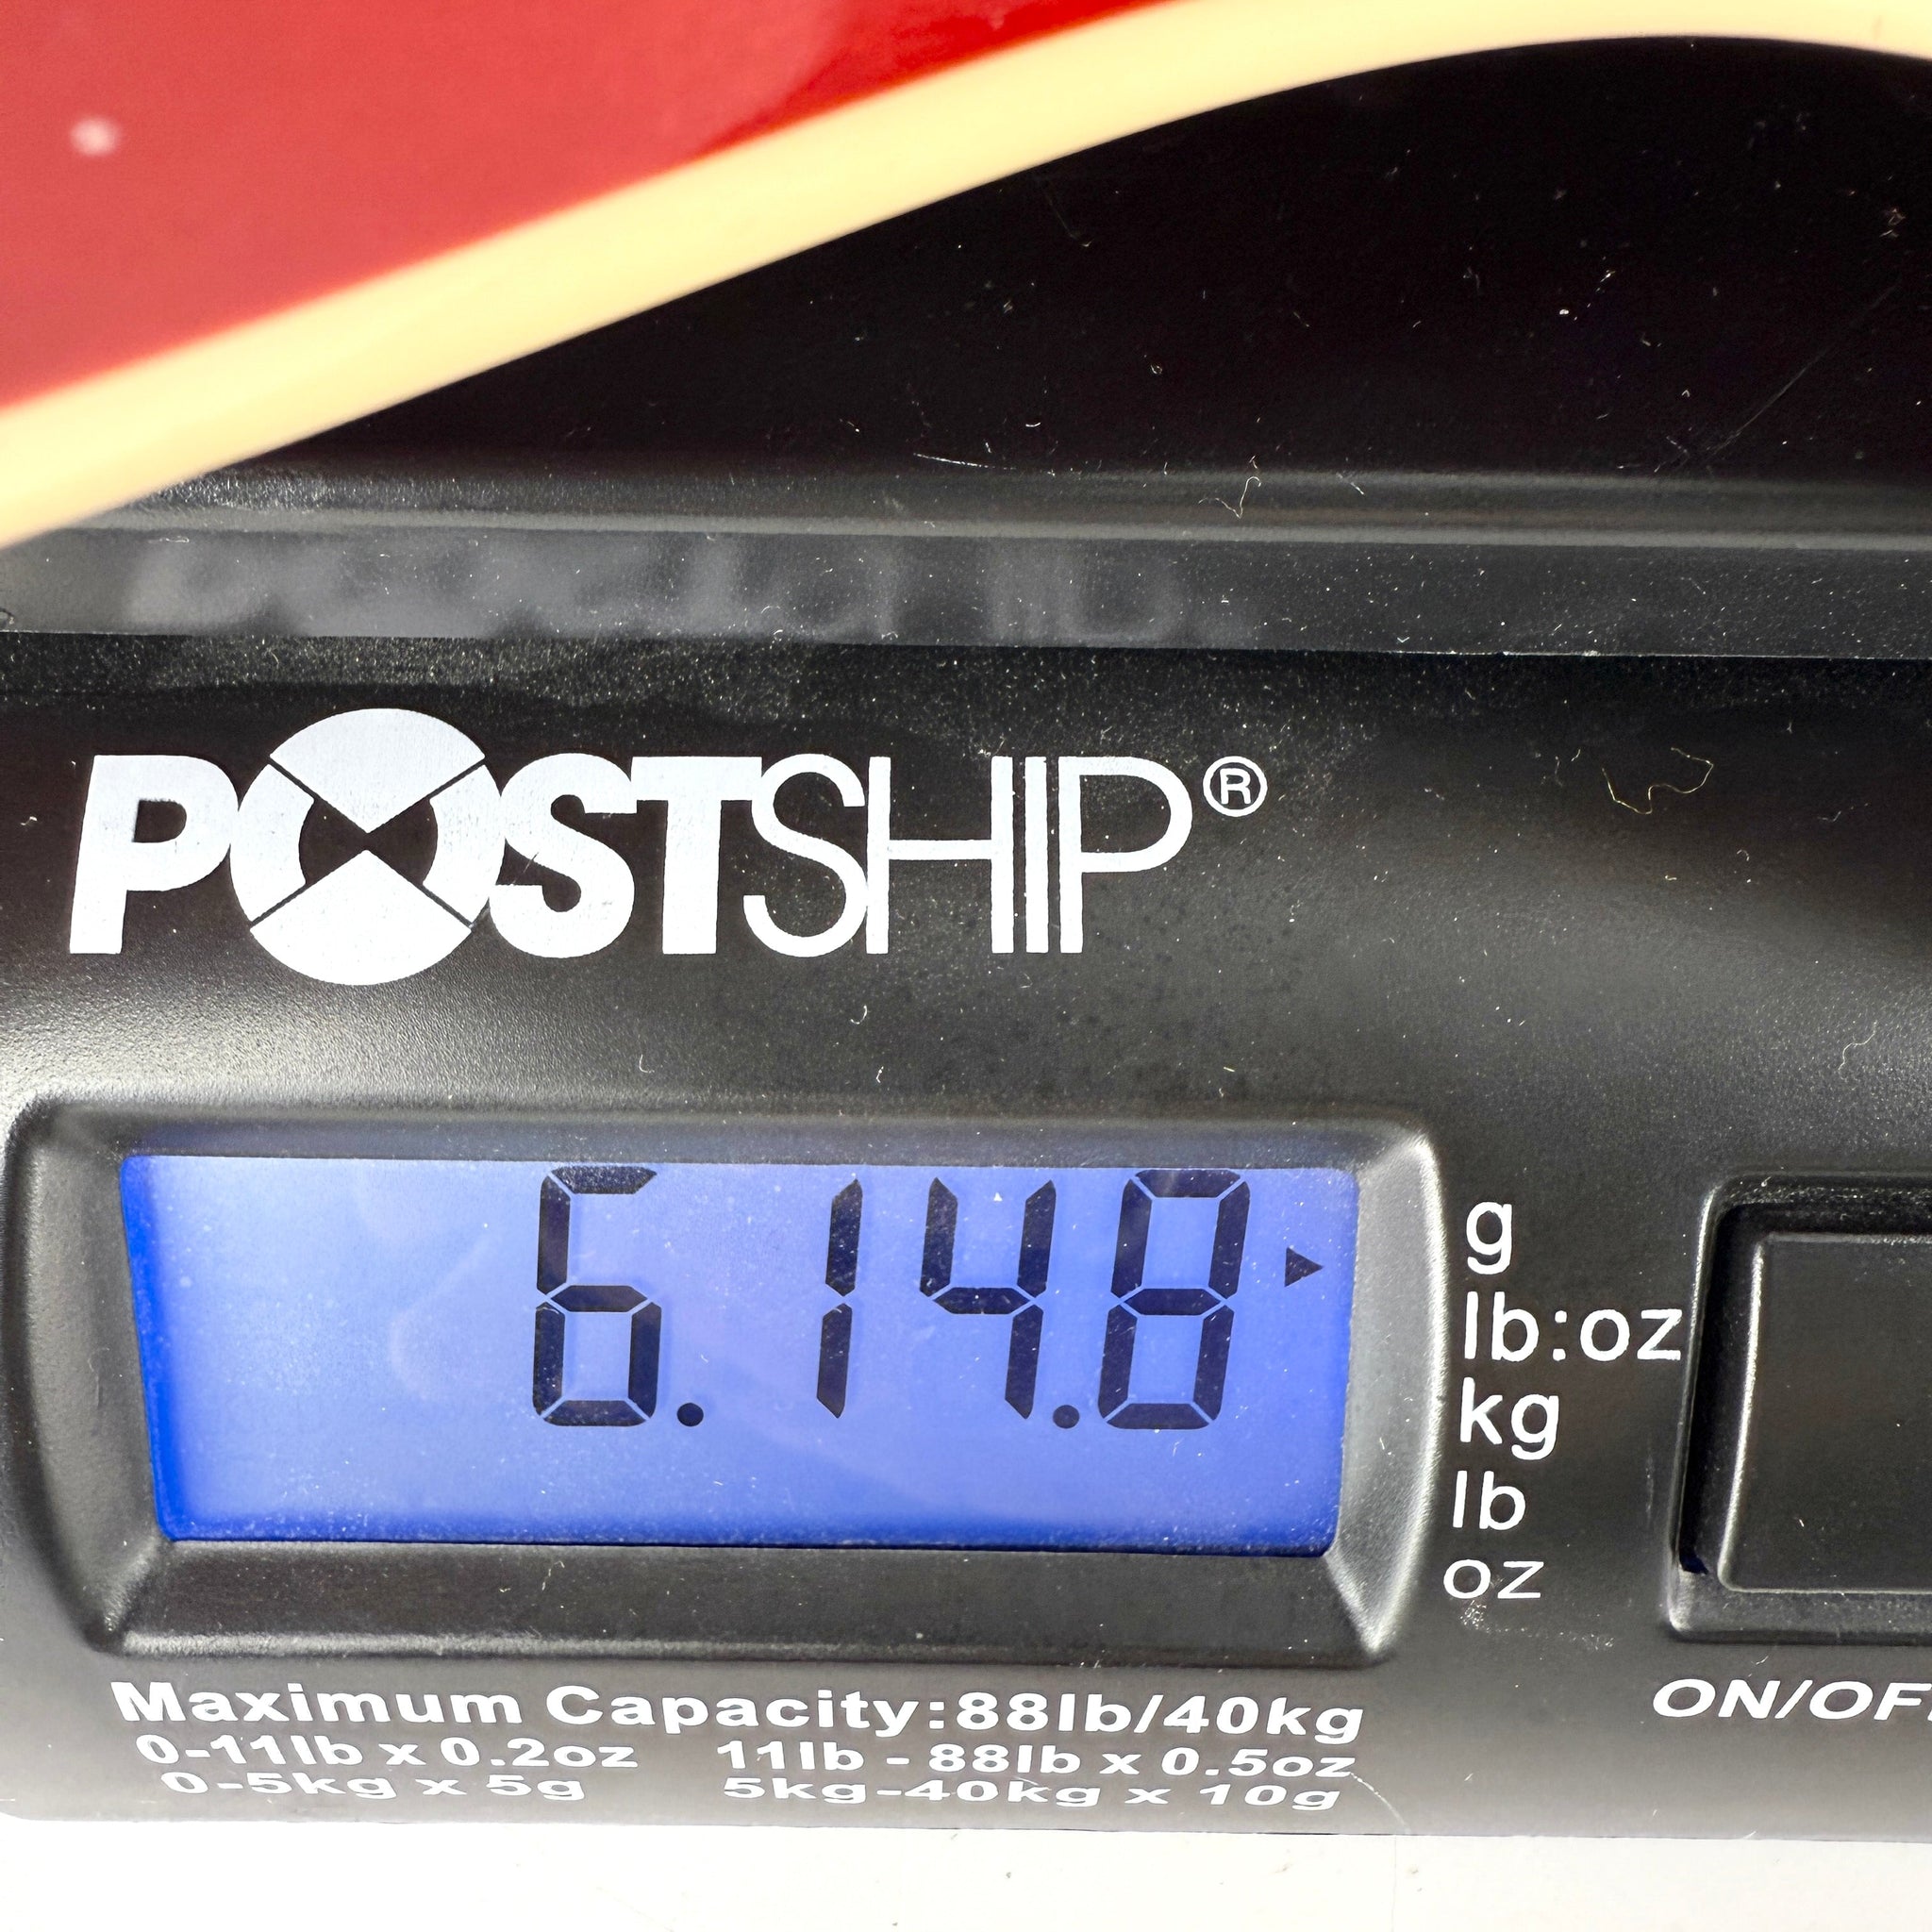 POSTSHIP®
6.14.8
g
lb:oz
kg
lb
oz
Maximum Capacity:88lb/40kg
0-11lb x 0.2oz 11lb - 88lb x 0.5oz
0-5kg x 5g 5kg-40kg x 10g
ON/OF